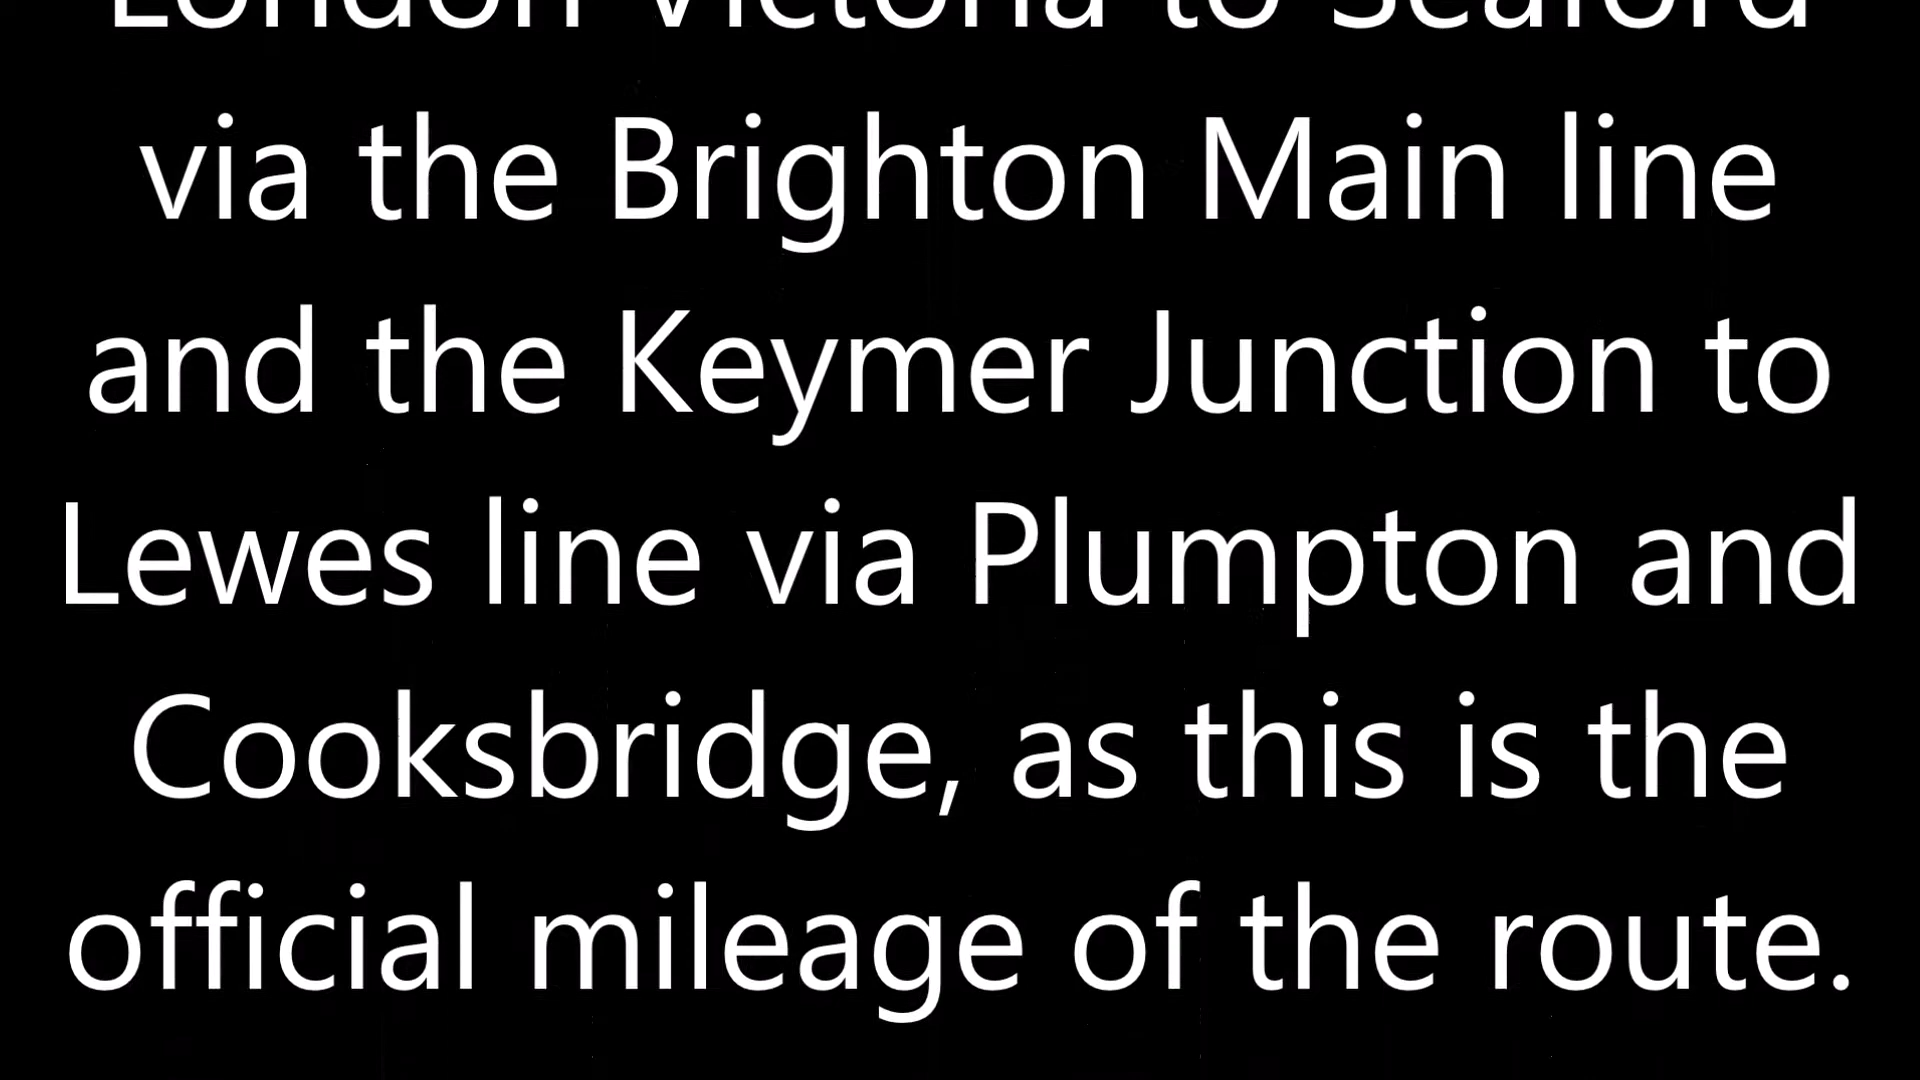 London Victoria to Seaford
via the Brighton Main line
and the Keymer Junction to
Lewes line via Plumpton and
Cooksbridge, as this is the
official mileage of the route.